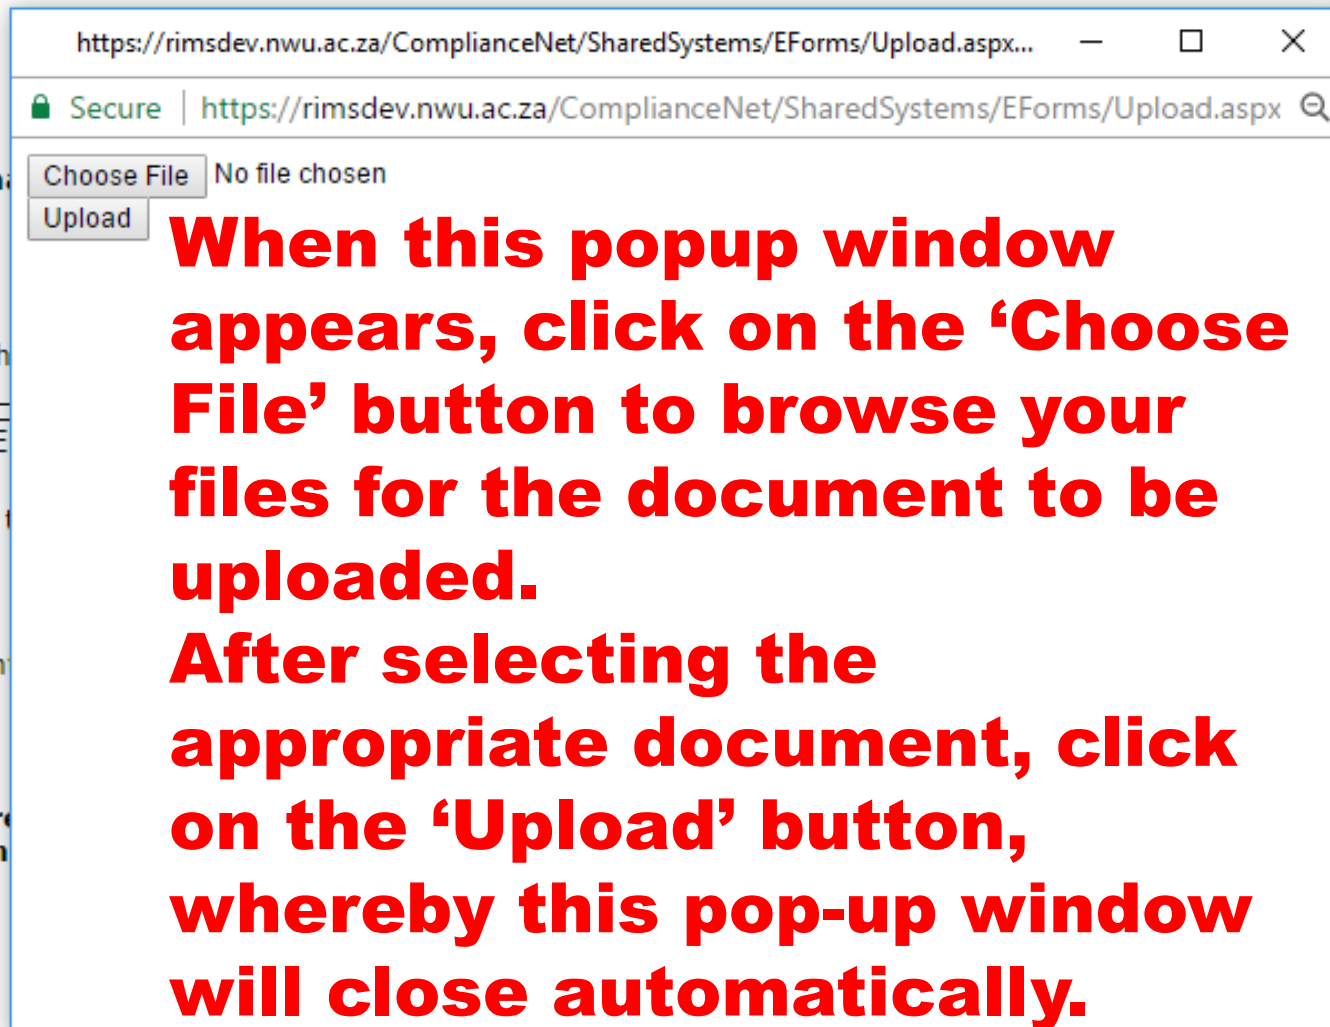 https://rimsdev.nwu.ac.za/ComplianceNet/SharedSystems/EForms/Upload.aspx...
Secure | https://rimsdev.nwu.ac.za/ComplianceNet/SharedSystems/EForms/Upload.aspx
Choose File No file chosen
Upload
When this popup window
appears, click on the ‘Choose
File’ button to browse your
files for the document to be
uploaded.
After selecting the
appropriate document, click
on the ‘Upload’ button,
whereby this pop-up window
will close automatically.